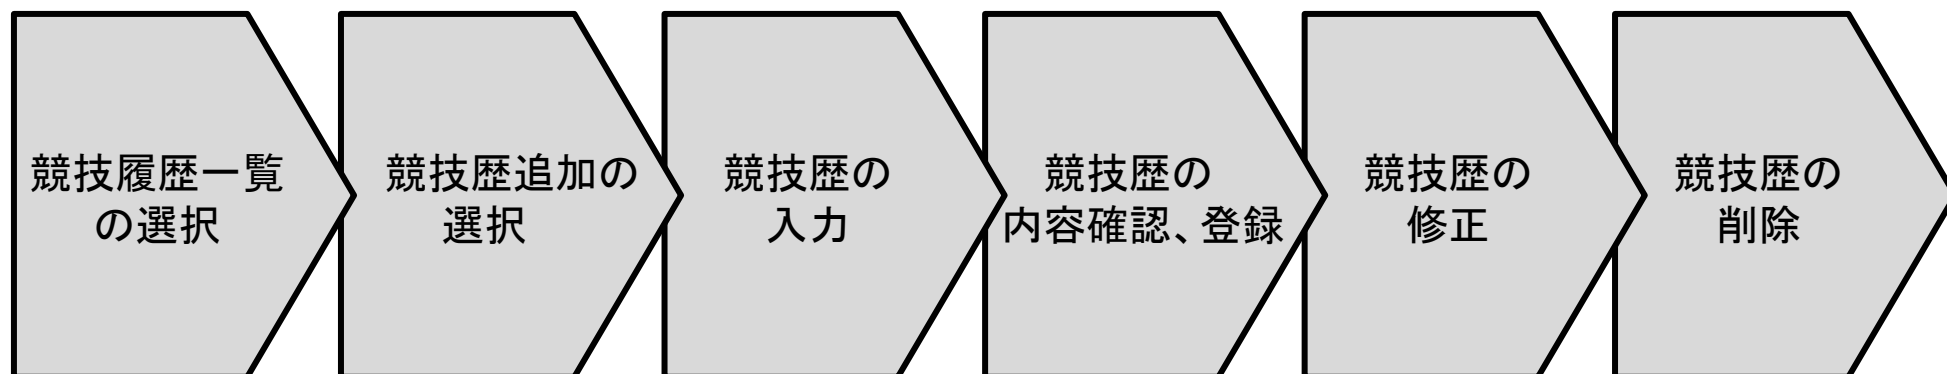 競技履歴一覧
の選択
競技歴追加の
選択
競技歴の
入力
競技歴の
内容確認、登録
競技歴の
修正
競技歴の
削除